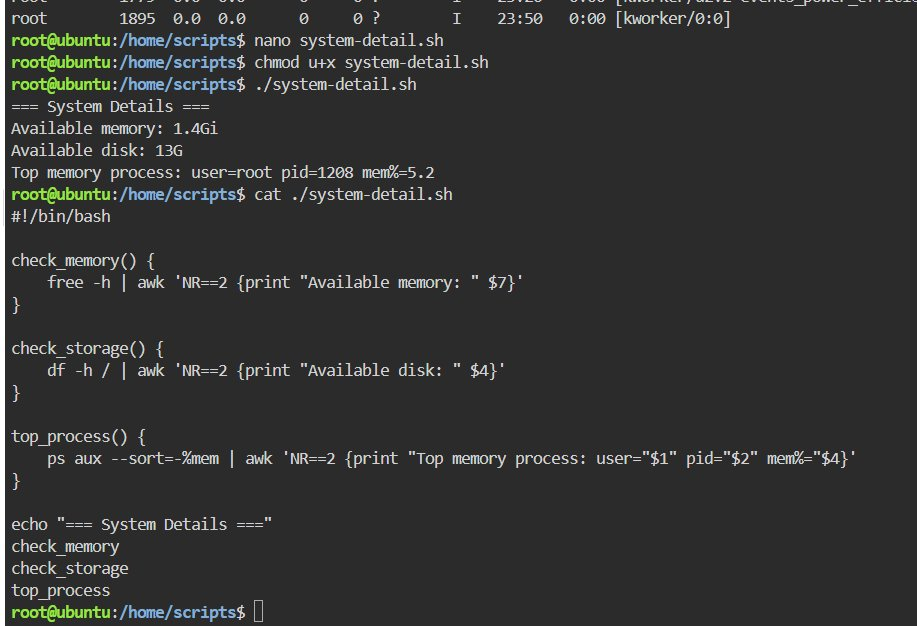 root 1895 0.0 0.0 0 0 ? I 23:50 0:00 [kworker/0:0]
root@ubuntu:/home/scripts$ nano system-detail.sh
root@ubuntu:/home/scripts$ chmod u+x system-detail.sh
root@ubuntu:/home/scripts$ ./system-detail.sh
=== System Details ===
Available memory: 1.4Gi
Available disk: 13G
Top memory process: user=root pid=1208 mem%=5.2
root@ubuntu:/home/scripts$ cat ./system-detail.sh
#!/bin/bash

check_memory() {
    free -h | awk 'NR==2 {print "Available memory: " $7}'
}

check_storage() {
    df -h / | awk 'NR==2 {print "Available disk: " $4}'
}

top_process() {
    ps aux --sort=-%mem | awk 'NR==2 {print "Top memory process: user="$1" pid="$2" mem%="$4}'
}

echo "=== System Details ==="
check_memory
check_storage
top_process
root@ubuntu:/home/scripts$